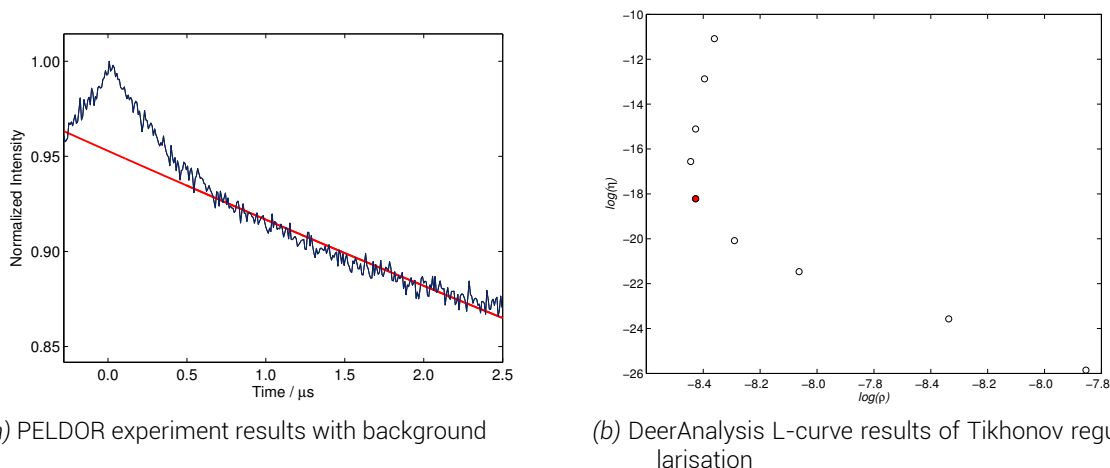 1.00
0.95
0.90
0.85
Normalized Intensity
0.0 0.5 1.0 1.5 2.0 2.5
Time / μs
) PELDOR experiment results with background
−10
−12
−14
−16
−18
−20
−22
−24
−26
log(η)
−8.4 −8.2 −8.0 −7.8 −8.4 −8.2 −8.0 −7.8
log(ρ)
(b) DeerAnalysis L-curve results of Tikhonov regu
larisation